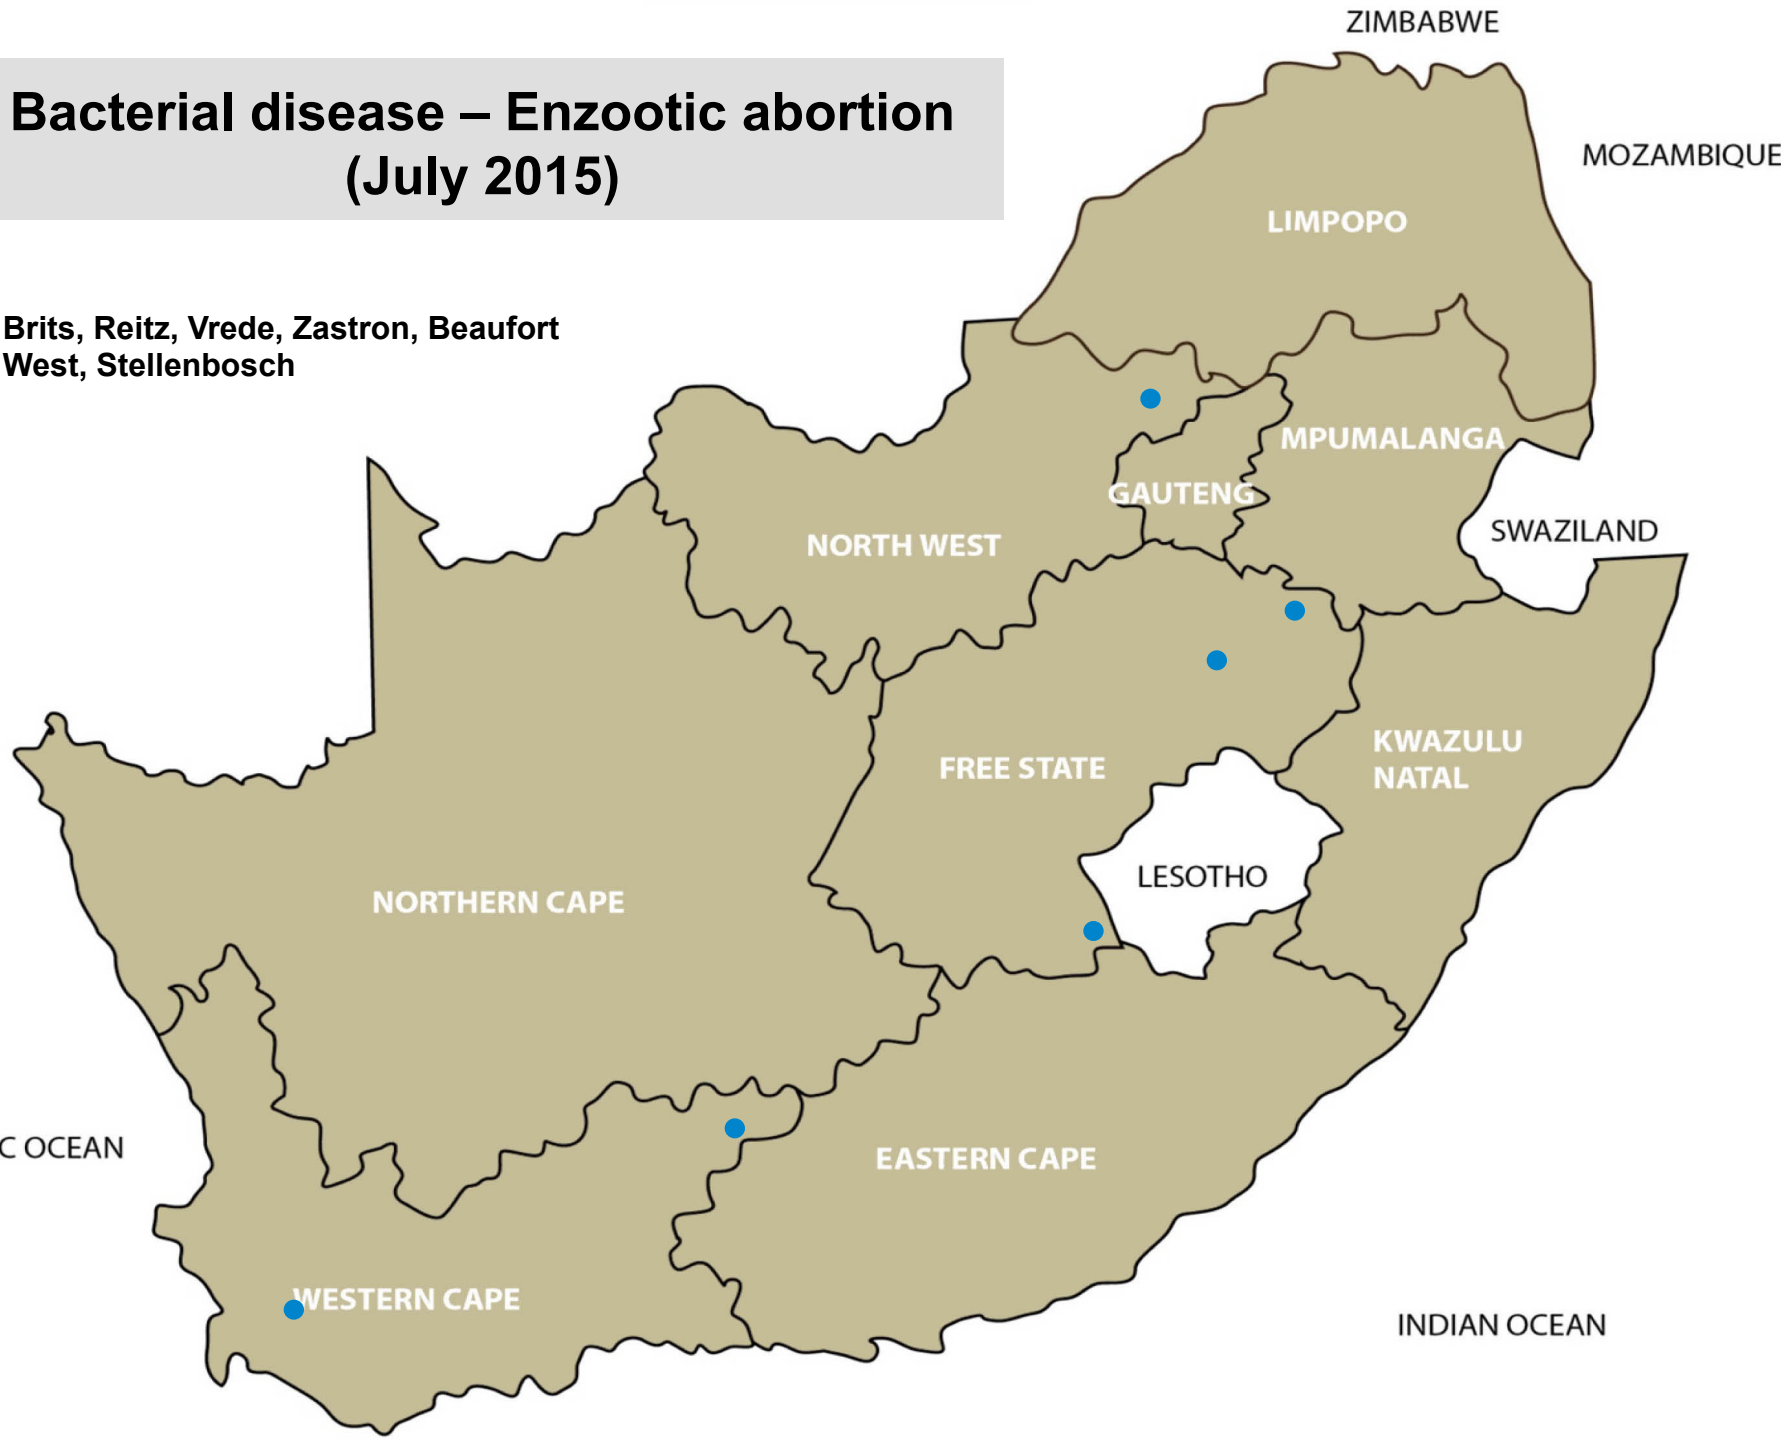 ZIMBABWE
Bacterial disease – Enzootic abortion
(July 2015)
MOZAMBIQUE
LIMPOPO
Brits, Reitz, Vrede, Zastron, Beaufort
West, Stellenbosch
MPUMALANGA
GAUTENG
SWAZILAND
NORTH WEST
KWAZULU
NATAL
FREE STATE
LESOTHO
NORTHERN CAPE
C OCEAN
EASTERN CAPE
WESTERN CAPE
INDIAN OCEAN